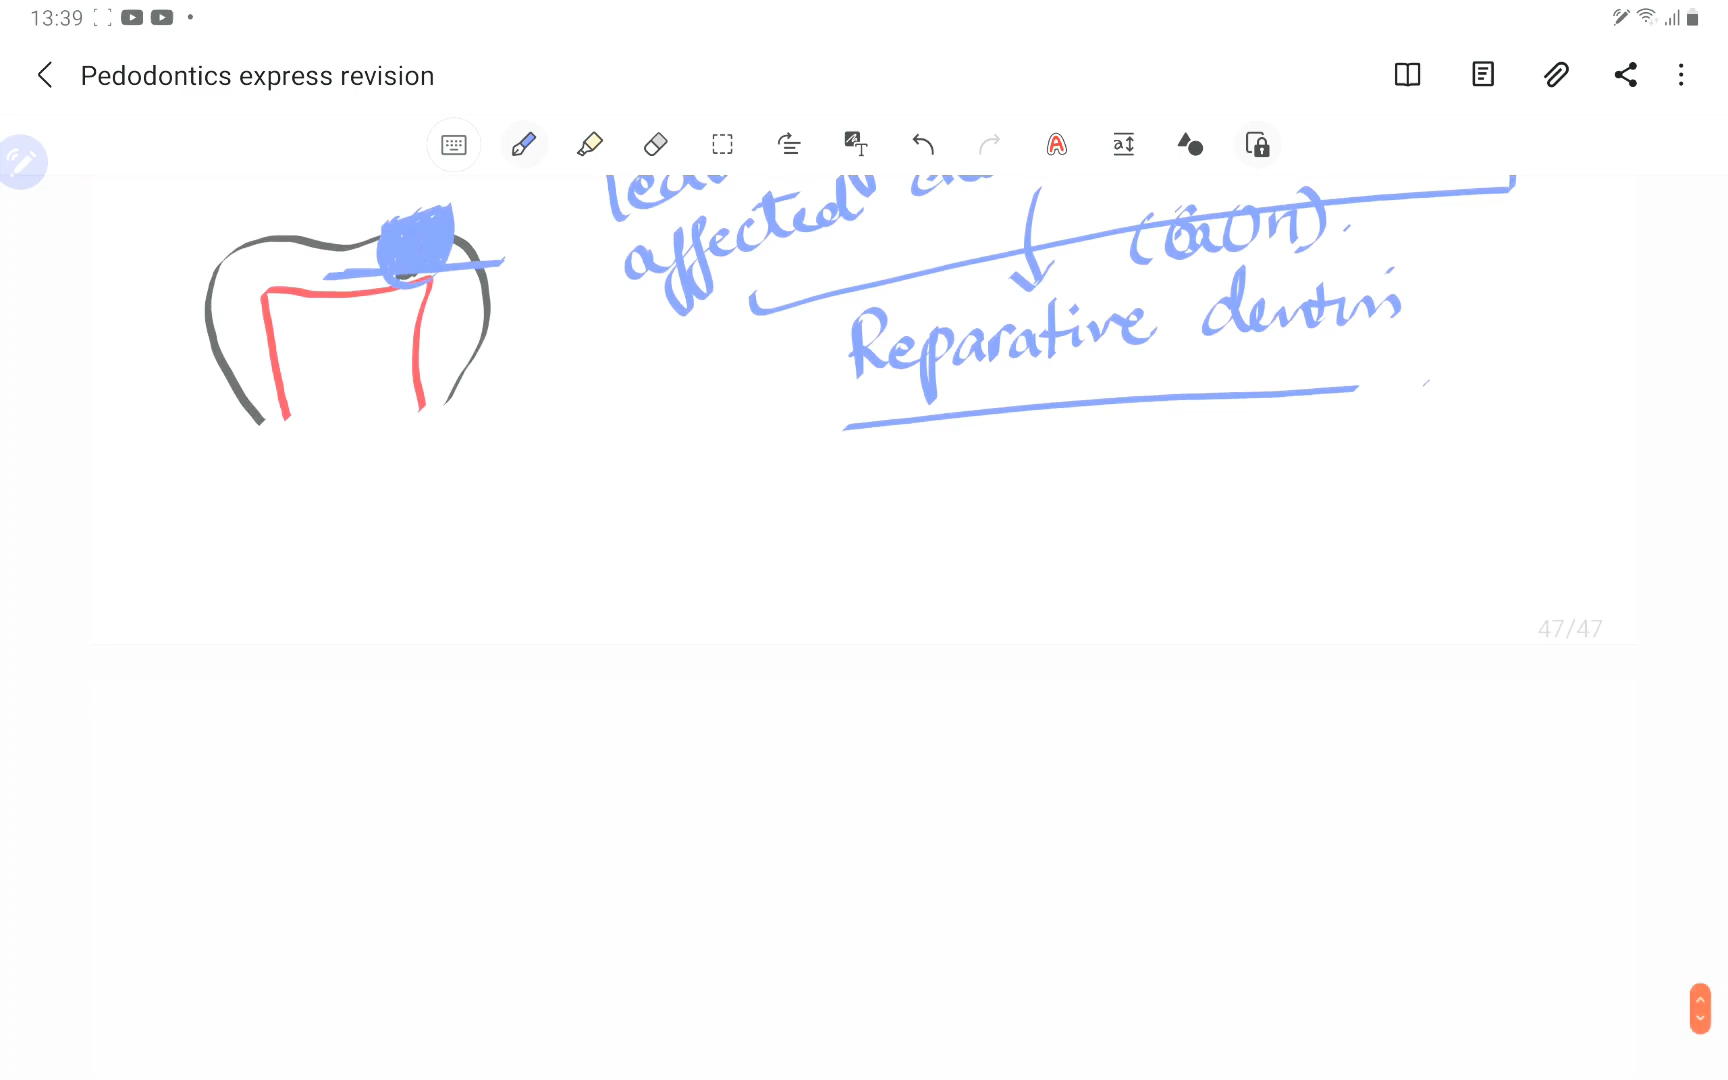 13:39
Pedodontics express revision
affected
Reparative dentin
47/47